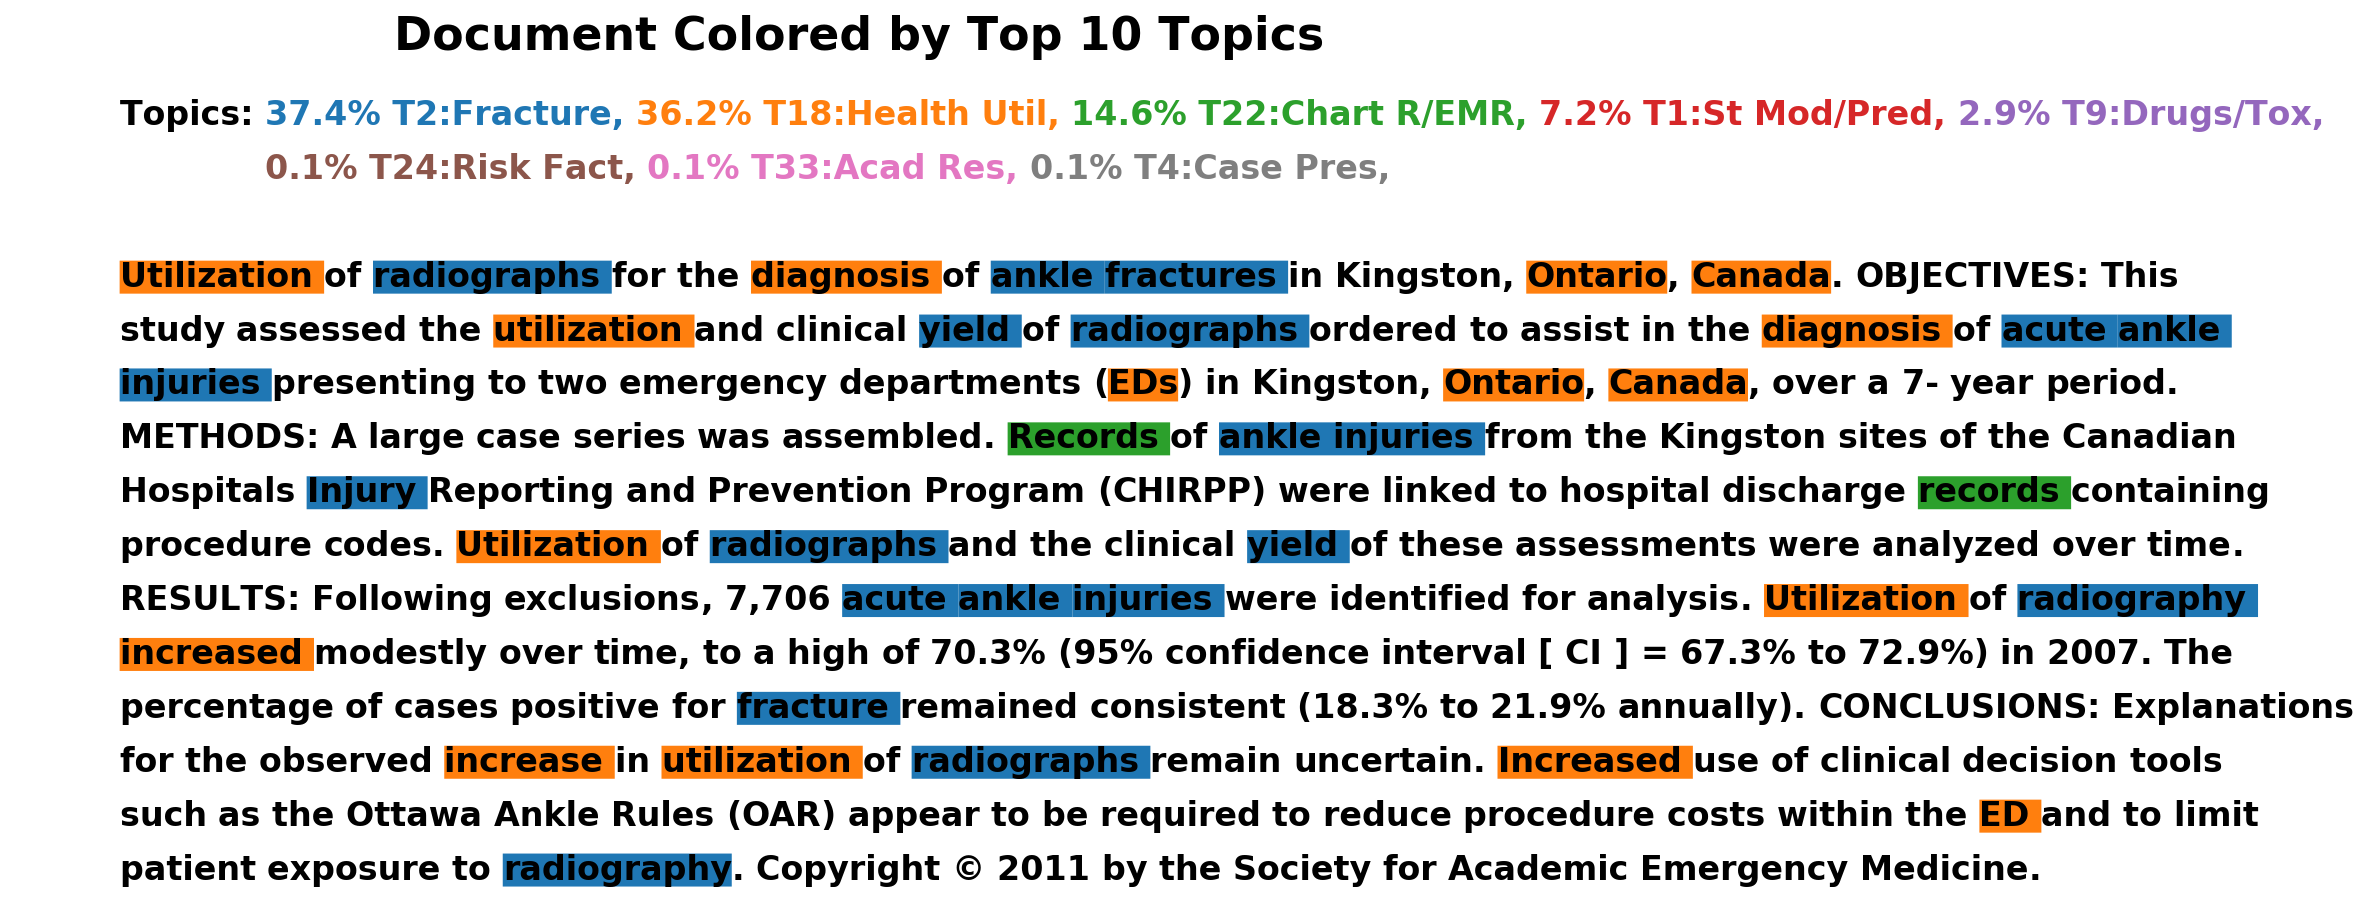 Document Colored by Top 10 Topics
Topics: 37.4% T2:Fracture, 36.2% T18:Health Util, 14.6% T22:Chart R/EMR, 7.2% T1:St Mod/Pred, 2.9% T9:Drugs/Tox,
0.1% T24:Risk Fact, 0.1% T33:Acad Res, 0.1% T4:Case Pres,
Utilization of radiographs for the diagnosis of ankle fractures in Kingston, Ontario, Canada. OBJECTIVES: This
study assessed the utilization and clinical yield of radiographs ordered to assist in the diagnosis of acute ankle
injuries presenting to two emergency departments (EDs) in Kingston, Ontario, Canada, over a 7- year period.
METHODS: A large case series was assembled. Records of ankle injuries from the Kingston sites of the Canadian
Hospitals Injury Reporting and Prevention Program (CHIRPP) were linked to hospital discharge records containing
procedure codes. Utilization of radiographs and the clinical yield of these assessments were analyzed over time.
RESULTS: Following exclusions, 7,706 acute ankle injuries were identified for analysis. Utilization of radiography
increased modestly over time, to a high of 70.3% (95% confidence interval [ CI ] = 67.3% to 72.9%) in 2007. The
percentage of cases positive for fracture remained consistent (18.3% to 21.9% annually). CONCLUSIONS: Explanations
for the observed increase in utilization of radiographs remain uncertain. Increased use of clinical decision tools
such as the Ottawa Ankle Rules (OAR) appear to be required to reduce procedure costs within the ED and to limit
patient exposure to radiography. Copyright © 2011 by the Society for Academic Emergency Medicine.